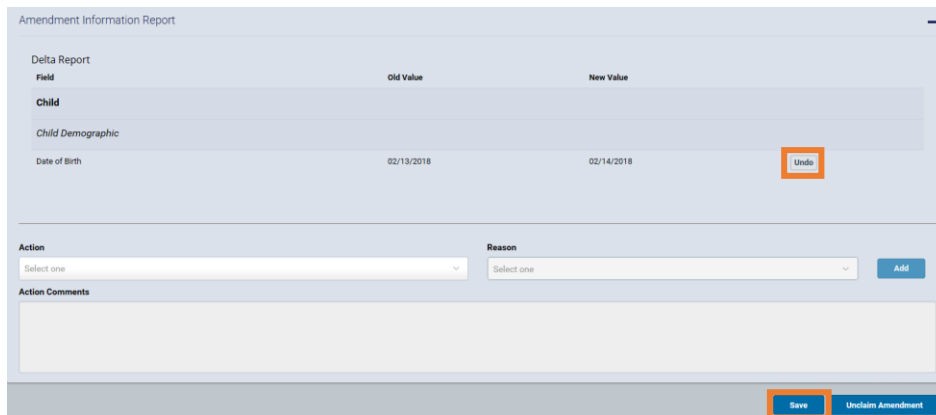 Amendment Information Report
Delta Report
Field Old Value New Value
Child
Child Demographic
Date of Birth 02/13/2018 02/14/2018 Undo
Action Reason
Select one Select one Add
Action Comments
Save Unclaim Amendment